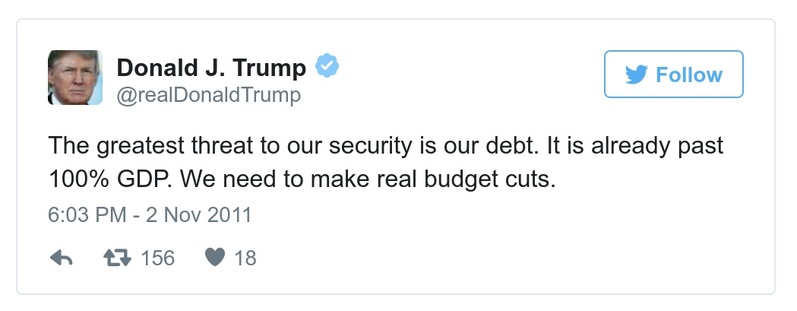 Donald J. Trump
@realDonaldTrump
Follow
The greatest threat to our security is our debt. It is already past
100% GDP. We need to make real budget cuts.
6:03 PM - 2 Nov 2011
156
18